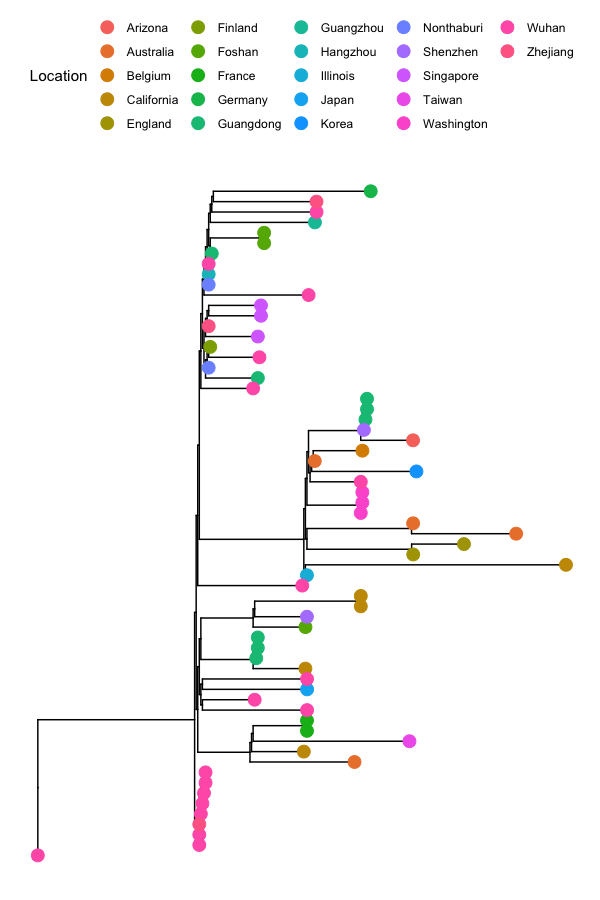 Location
Arizona
Australia
Belgium
California
England
Finland
Foshan
France
Germany
Guangdong
Guangzhou
Hangzhou
Illinois
Japan
Korea
Nonthaburi
Shenzhen
Singapore
Taiwan
Washington
Wuhan
Zhejiang